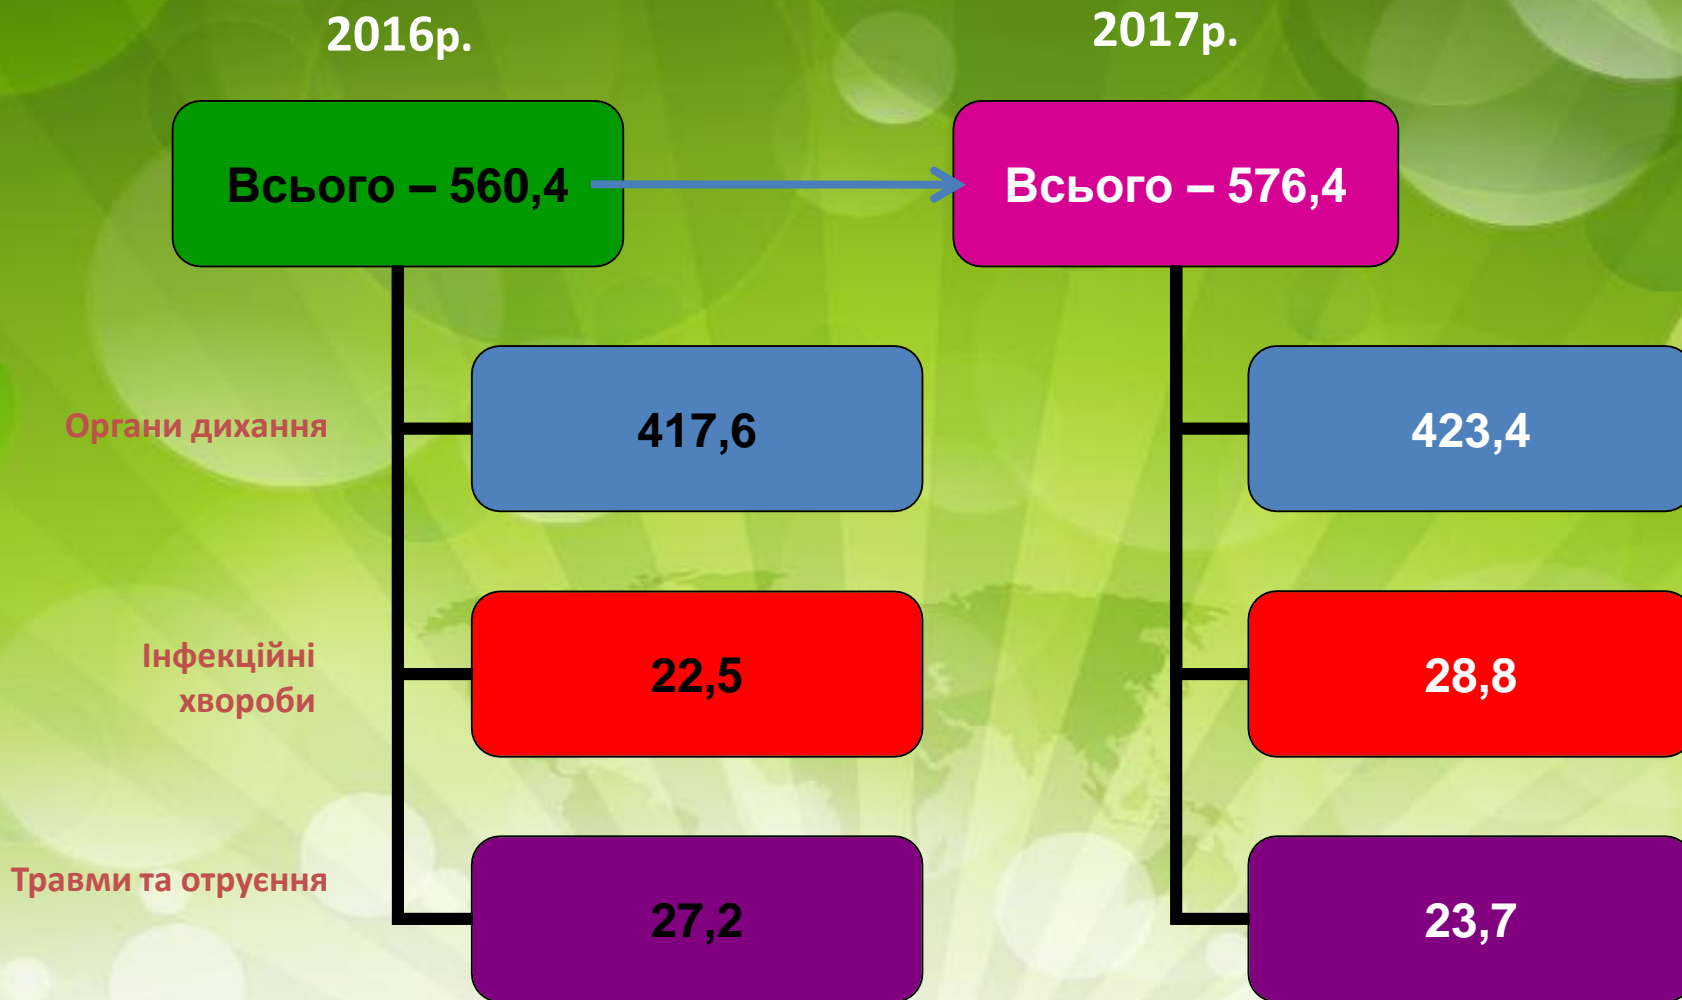 2016р.
2017р.
Всього – 560,4
Всього – 576,4
Органи дихання
417,6
423,4
Інфекційні
хвороби
22,5
28,8
Травми та отруєння
27,2
23,7